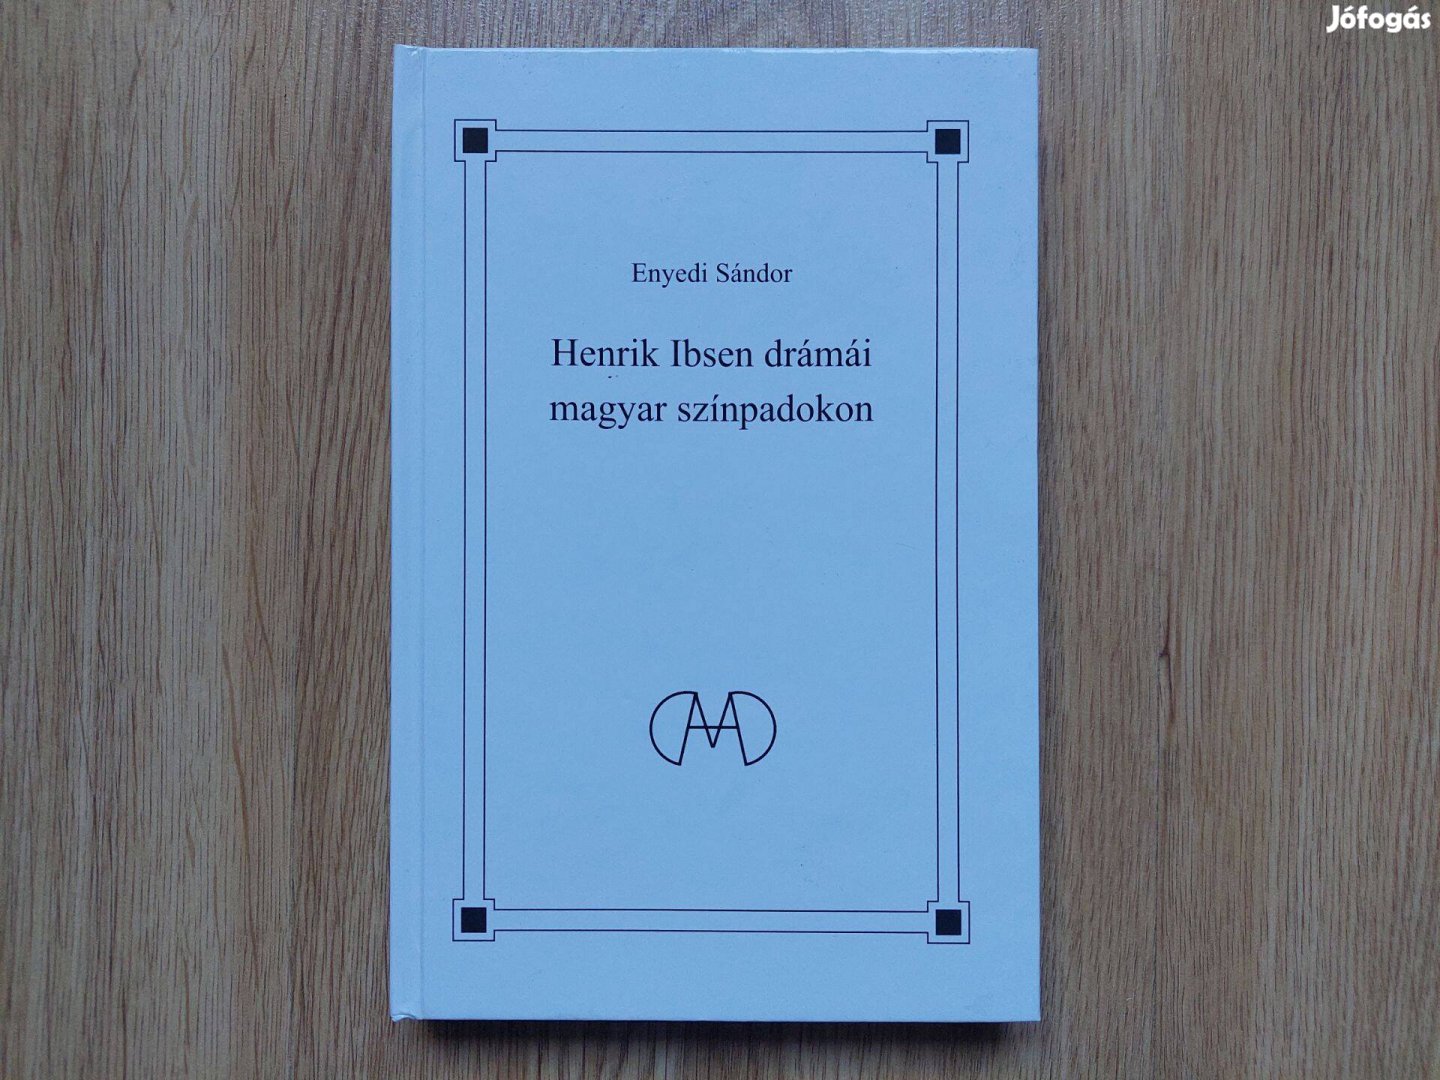 Jófogás
Enyedi Sándor
Henrik Ibsen drámái
magyar színpadokon